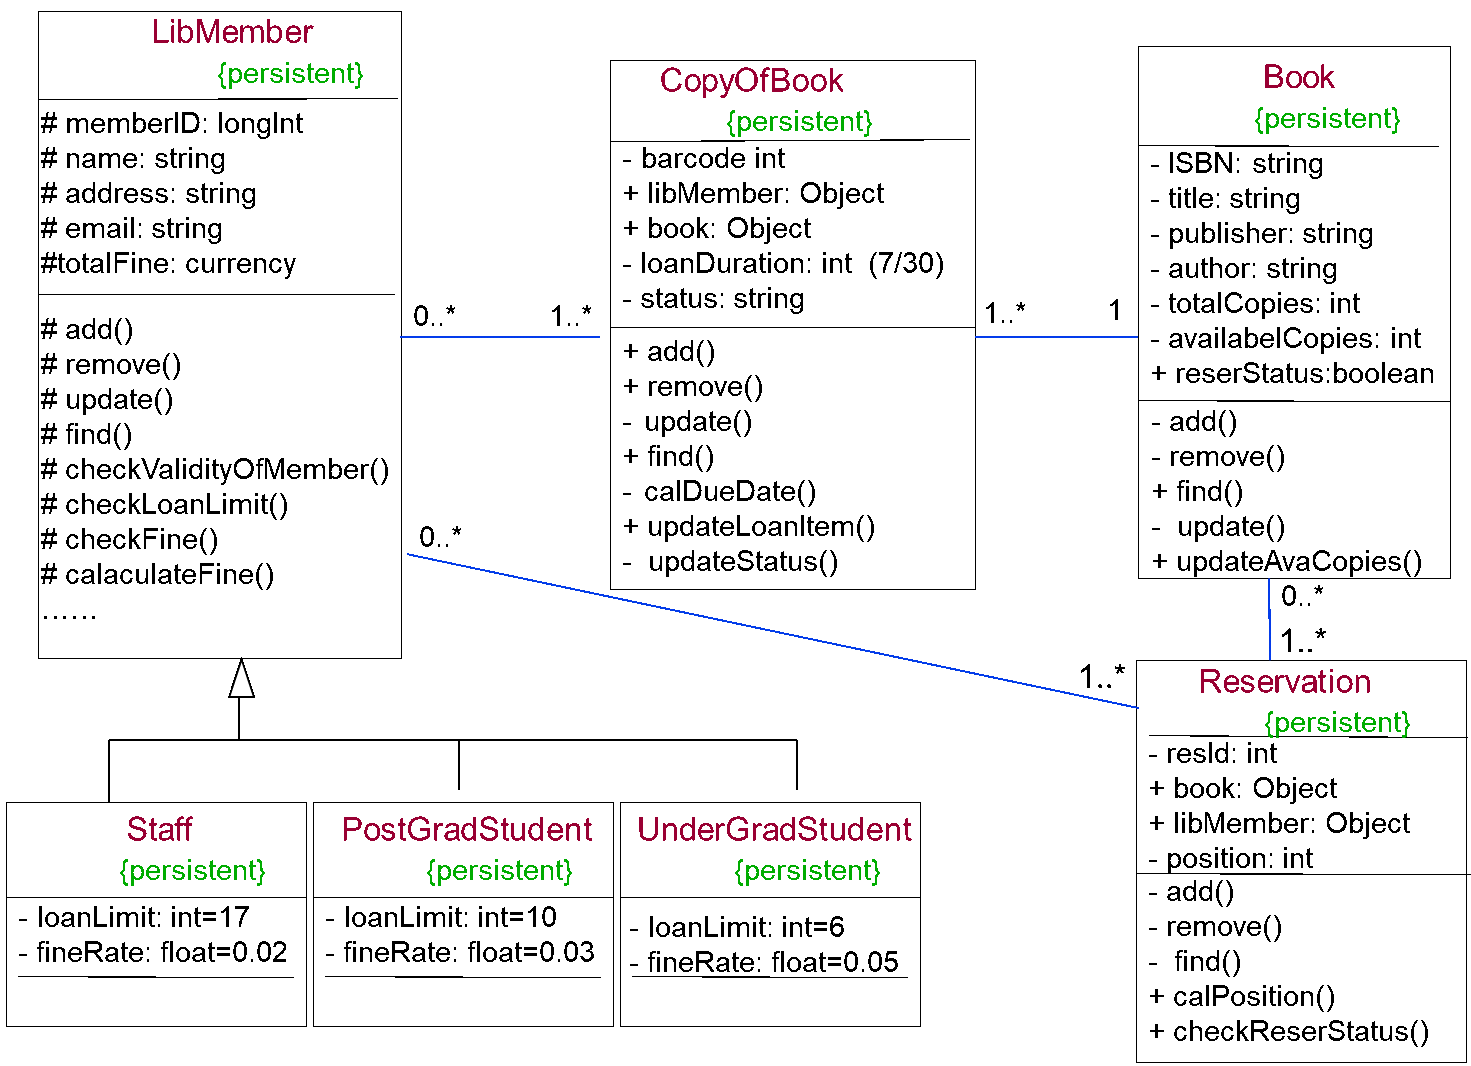 LibMember
{persistent}
# memberID: longInt
# name: string
# address: string
# email: string
#totalFine: currency
# add()
# remove()
# update()
# find()
# checkValidityOfMember()
# checkLoanLimit()
# checkFine()
# calaculateFine()
......
0..*
1..*
CopyOfBook
{persistent}
- barcode int
+ libMember: Object
+ book: Object
- loanDuration: int (7/30)
- status: string
+ add()
+ remove()
- update()
+ find()
- calDueDate()
+ updateLoanItem()
- updateStatus()
1..*
1
Book
{persistent}
- ISBN: string
- title: string
- publisher: string
- author: string
- totalCopies: int
- availabelCopies: int
+ reserStatus:boolean
- add()
- remove()
+ find()
- update()
+ updateAvaCopies()
0..*
1..*
0..*
1..*
Reservation
{persistent}
- resId: int
+ book: Object
+ libMember: Object
- position: int
- add()
- remove()
- find()
+ calPosition()
+ checkReserStatus()
Staff
{persistent}
- loanLimit: int=17
- fineRate: float=0.02
PostGradStudent
{persistent}
- loanLimit: int=10
- fineRate: float=0.03
UnderGradStudent
{persistent}
- loanLimit: int=6
- fineRate: float=0.05